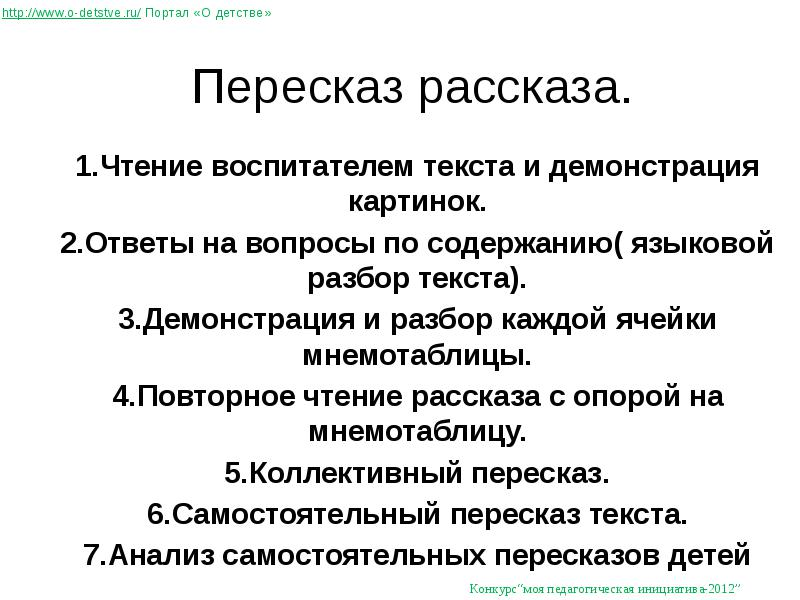 http://www.o-detstve.ru/ Портал «О детстве»
Пересказ рассказа.
1.Чтение воспитателем текста и демонстрация
картинок.
2.Ответы на вопросы по содержанию( языковой
разбор текста).
3.Демонстрация и разбор каждой ячейки
мнемотаблицы.
4.Повторное чтение рассказа с опорой на
мнемотаблицу.
5.Коллективный пересказ.
6.Самостоятельный пересказ текста.
7.Анализ самостоятельных пересказов детей
Конкурс“моя педагогическая инициатива-2012”